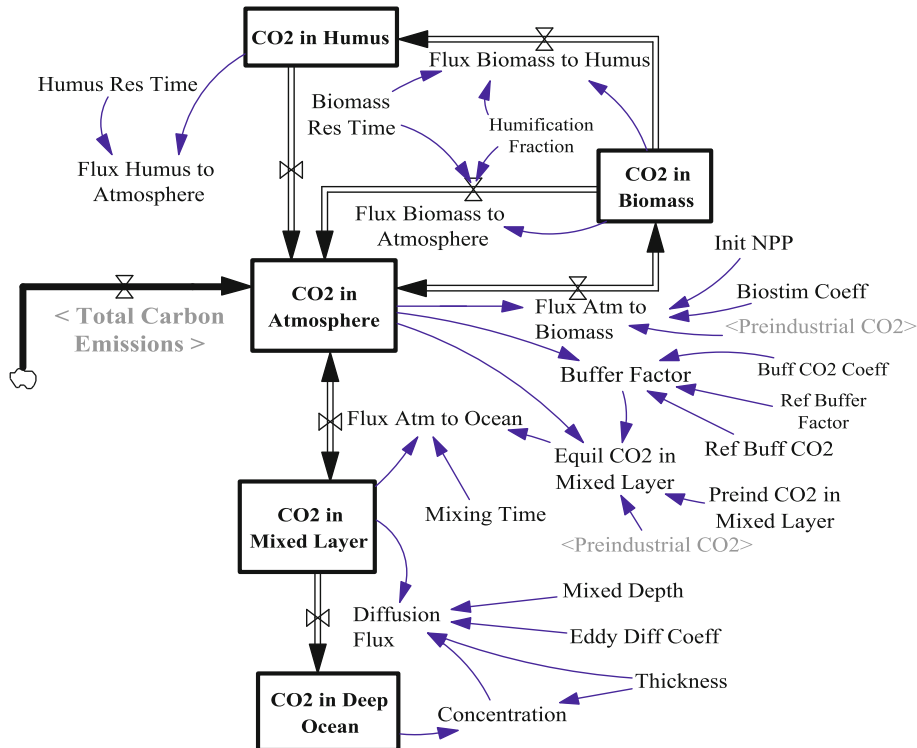 CO2 in Humus
Flux Biomass to Humus
Humus Res Time
Biomass
Res Time
Humification
Fraction
Flux Humus to
Atmosphere
CO2 in
Biomass
Flux Biomass to
Atmosphere
Init NPP
CO2 in
Atmosphere
Flux Atm to
Biomass
Biostim Coeff
<Preindustrial CO2>
< Total Carbon
Emissions >
Buffer Factor
Buff CO2 Coeff
Ref Buffer
Factor
Ref Buff CO2
Flux Atm to Ocean
Equil CO2 in
Mixed Layer
Preind CO2 in
Mixed Layer
CO2 in
Mixed Layer
Mixing Time
<Preindustrial CO2>
Mixed Depth
Diffusion
Flux
Eddy Diff Coeff
Thickness
CO2 in Deep
Ocean
Concentration